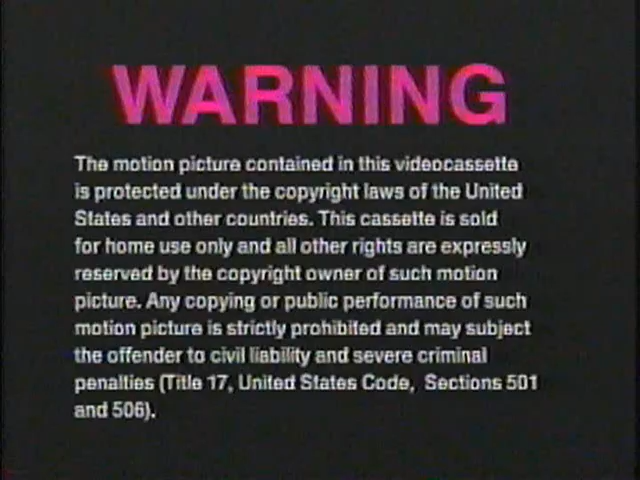 WARNING
The motion picture contained in this videocassette
is protected under the copyright laws of the United
States and other countries. This cassette is sold
for home use only and all other rights are expressly
reserved by the copyright owner of such motion
picture. Any copying or public performance of such
motion picture is strictly prohibited and may subject
the offender to civil liability and severe criminal
penalties (Title 17, United States Code, Sections 501
and 506).